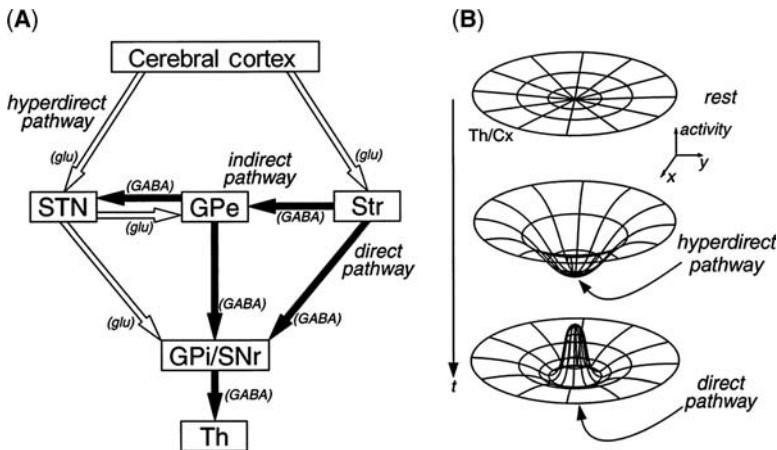 (A)
Cerebral cortex
hyperdirect
pathway
(glu)
(glu)
indirect
pathway
(GABA)
STN
GPe
(GABA)
Str
(glu)
direct
pathway
(glu)
(GABA)
(GABA)
GPi/SNr
(GABA)
Th
(B)
rest
Th/Cx
activity
y
x
hyperdirect
pathway
t
direct
pathway